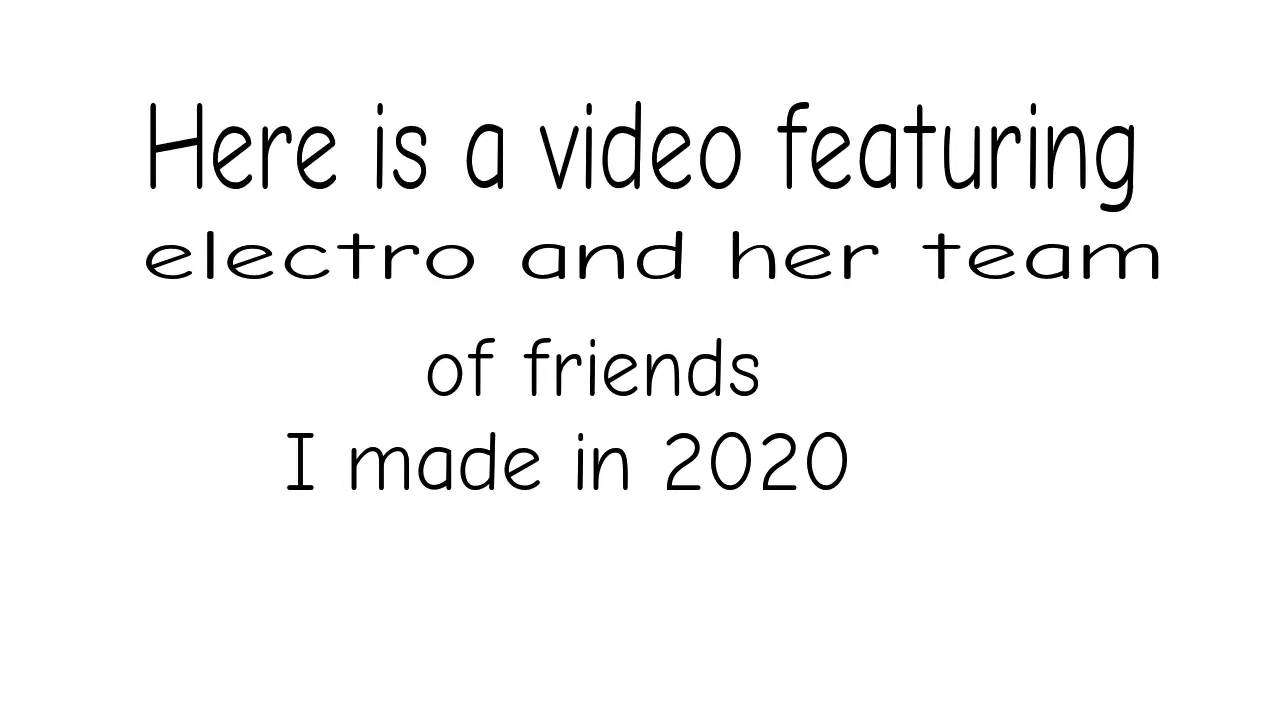 Here is a video featuring
electro and her team
of friends
I made in 2020